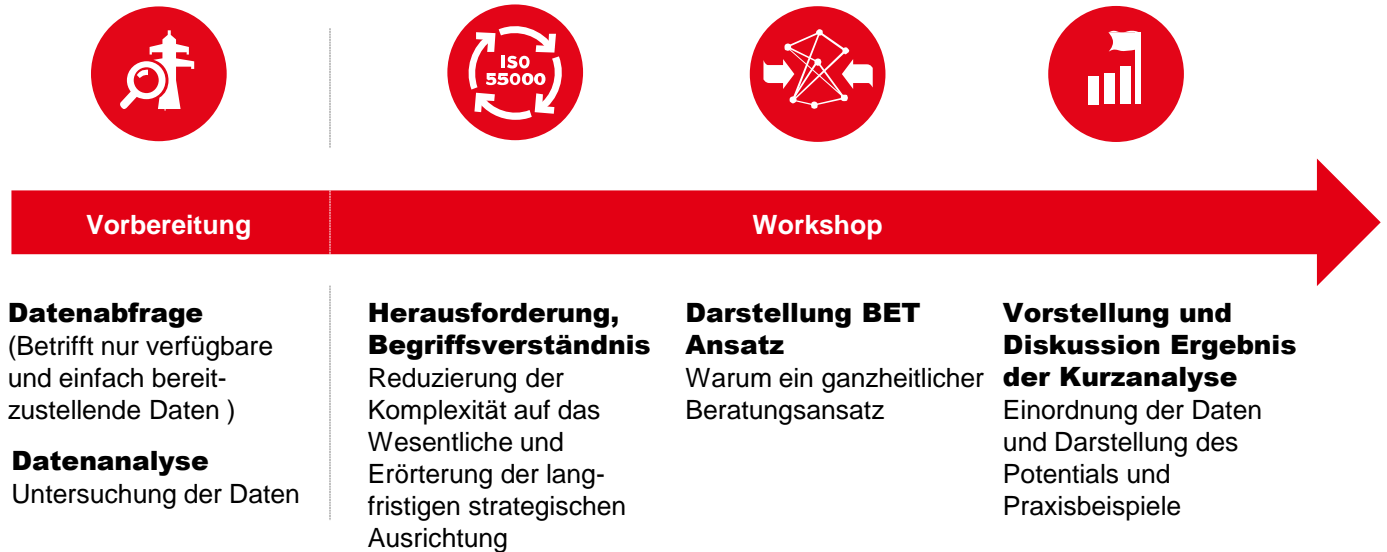 ISO
55000
Vorbereitung
Workshop
Datenabfrage
(Betrifft nur verfügbare
und einfach bereit-
zustellende Daten )
Datenanalyse
Untersuchung der Daten
Herausforderung,
Begriffsverständnis
Reduzierung der
Komplexität auf das
Wesentliche und
Erörterung der lang-
fristigen strategischen
Ausrichtung
Darstellung BET
Ansatz
Warum ein ganzheitlicher
Beratungsansatz
Vorstellung und
Diskussion Ergebnis
der Kurzanalyse
Einordnung der Daten
und Darstellung des
Potentials und
Praxisbeispiele